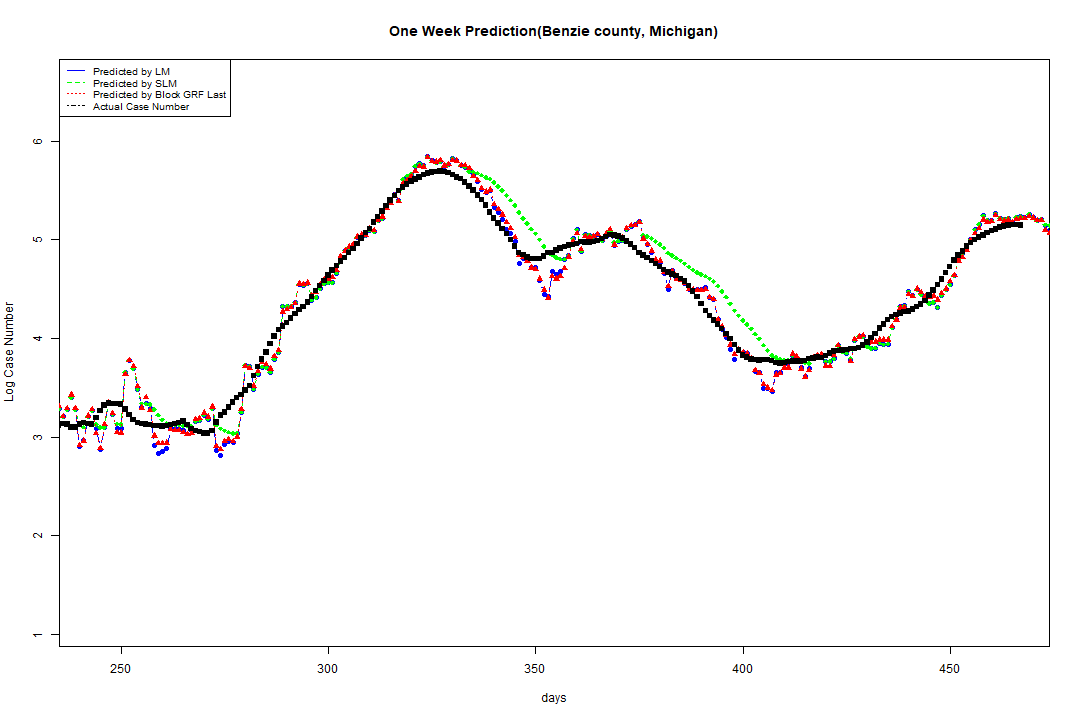 One Week Prediction(Benzie county, Michigan)
Predicted by LM
Predicted by SLM
Predicted by Block GRF Last
Actual Case Number
Log Case Number
6
5
4
3
2
1
250 300 350 400 450
days